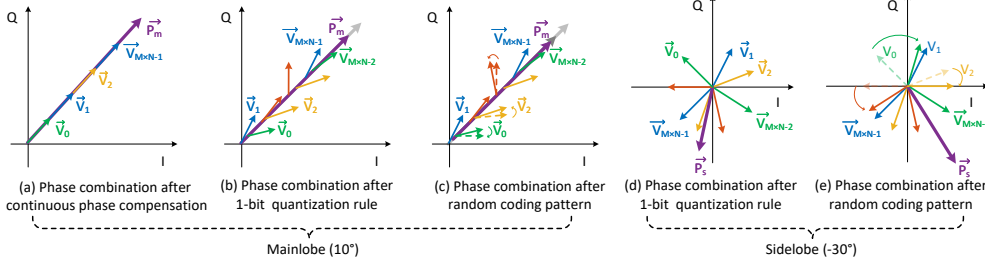 Q
P_m
V_M×N-1
V_2
V_1
V_0
I
(a) Phase combination after
continuous phase compensation
Q
P_m
V_M×N-1
V_M×N-2
V_1
V_2
V_0
I
(b) Phase combination after
1-bit quantization rule
Q
P_m
V_M×N-2
V_1
V_2
V_0
I
(c) Phase combination after
random coding pattern
Mainlobe (10°)
Q
V_0
V_1
V_2
I
V_M×N-1
V_M×N-2
P_s
(d) Phase combination after
1-bit quantization rule
Q
V_0
V_1
V_2
I
V_M×N-1
V_M×N-
P_s
(e) Phase combination after
random coding pattern
Sidelobe (-30°)